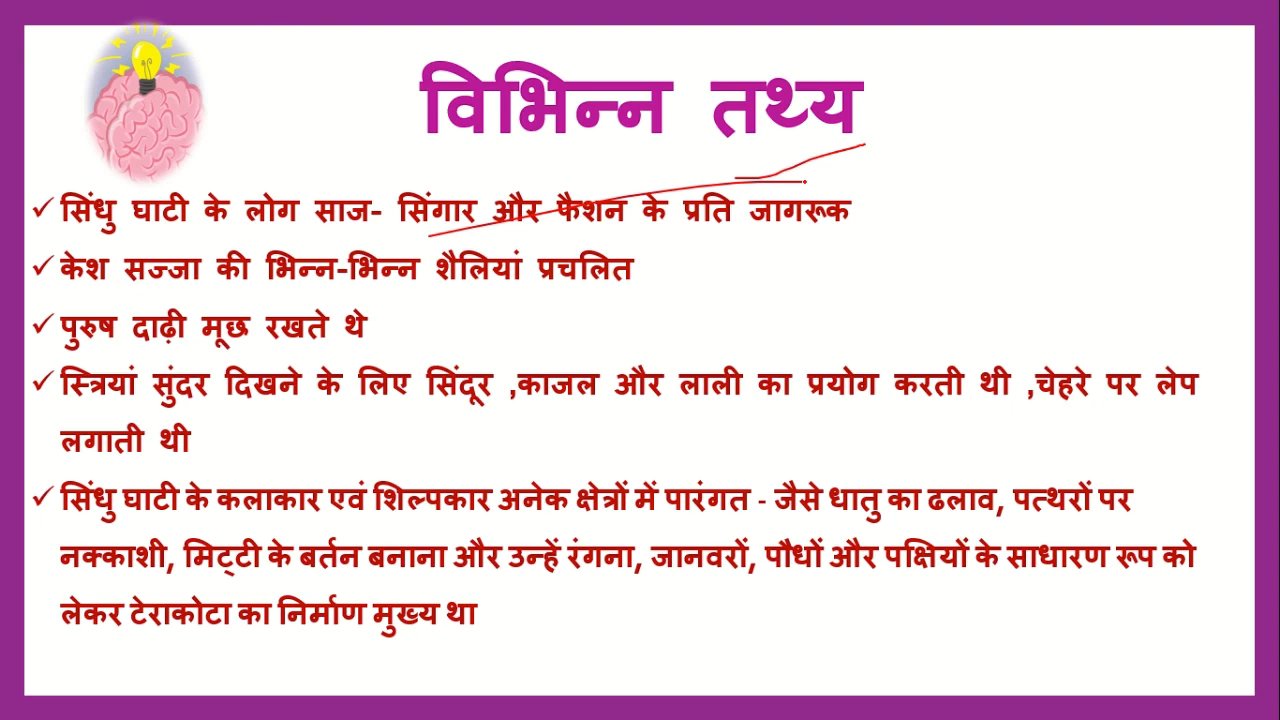 विभिन्न तथ्य
✓ सिंधु घाटी के लोग साज- सिंगार और फैशन के प्रति जागरूक
✓ केश सज्जा की भिन्न-भिन्न शैलियां प्रचलित
✓ पुरुष दाढ़ी मूछ रखते थे
✓ स्त्रियां सुंदर दिखने के लिए सिंदूर ,काजल और लाली का प्रयोग करती थी ,चेहरे पर लेप
लगाती थी
✓ सिंधु घाटी के कलाकार एवं शिल्पकार अनेक क्षेत्रों में पारंगत - जैसे धातु का ढलाव, पत्थरों पर
नक्काशी, मिट्टी के बर्तन बनाना और उन्हें रंगना, जानवरों, पौधों और पक्षियों के साधारण रूप को
लेकर टेराकोटा का निर्माण मुख्य था